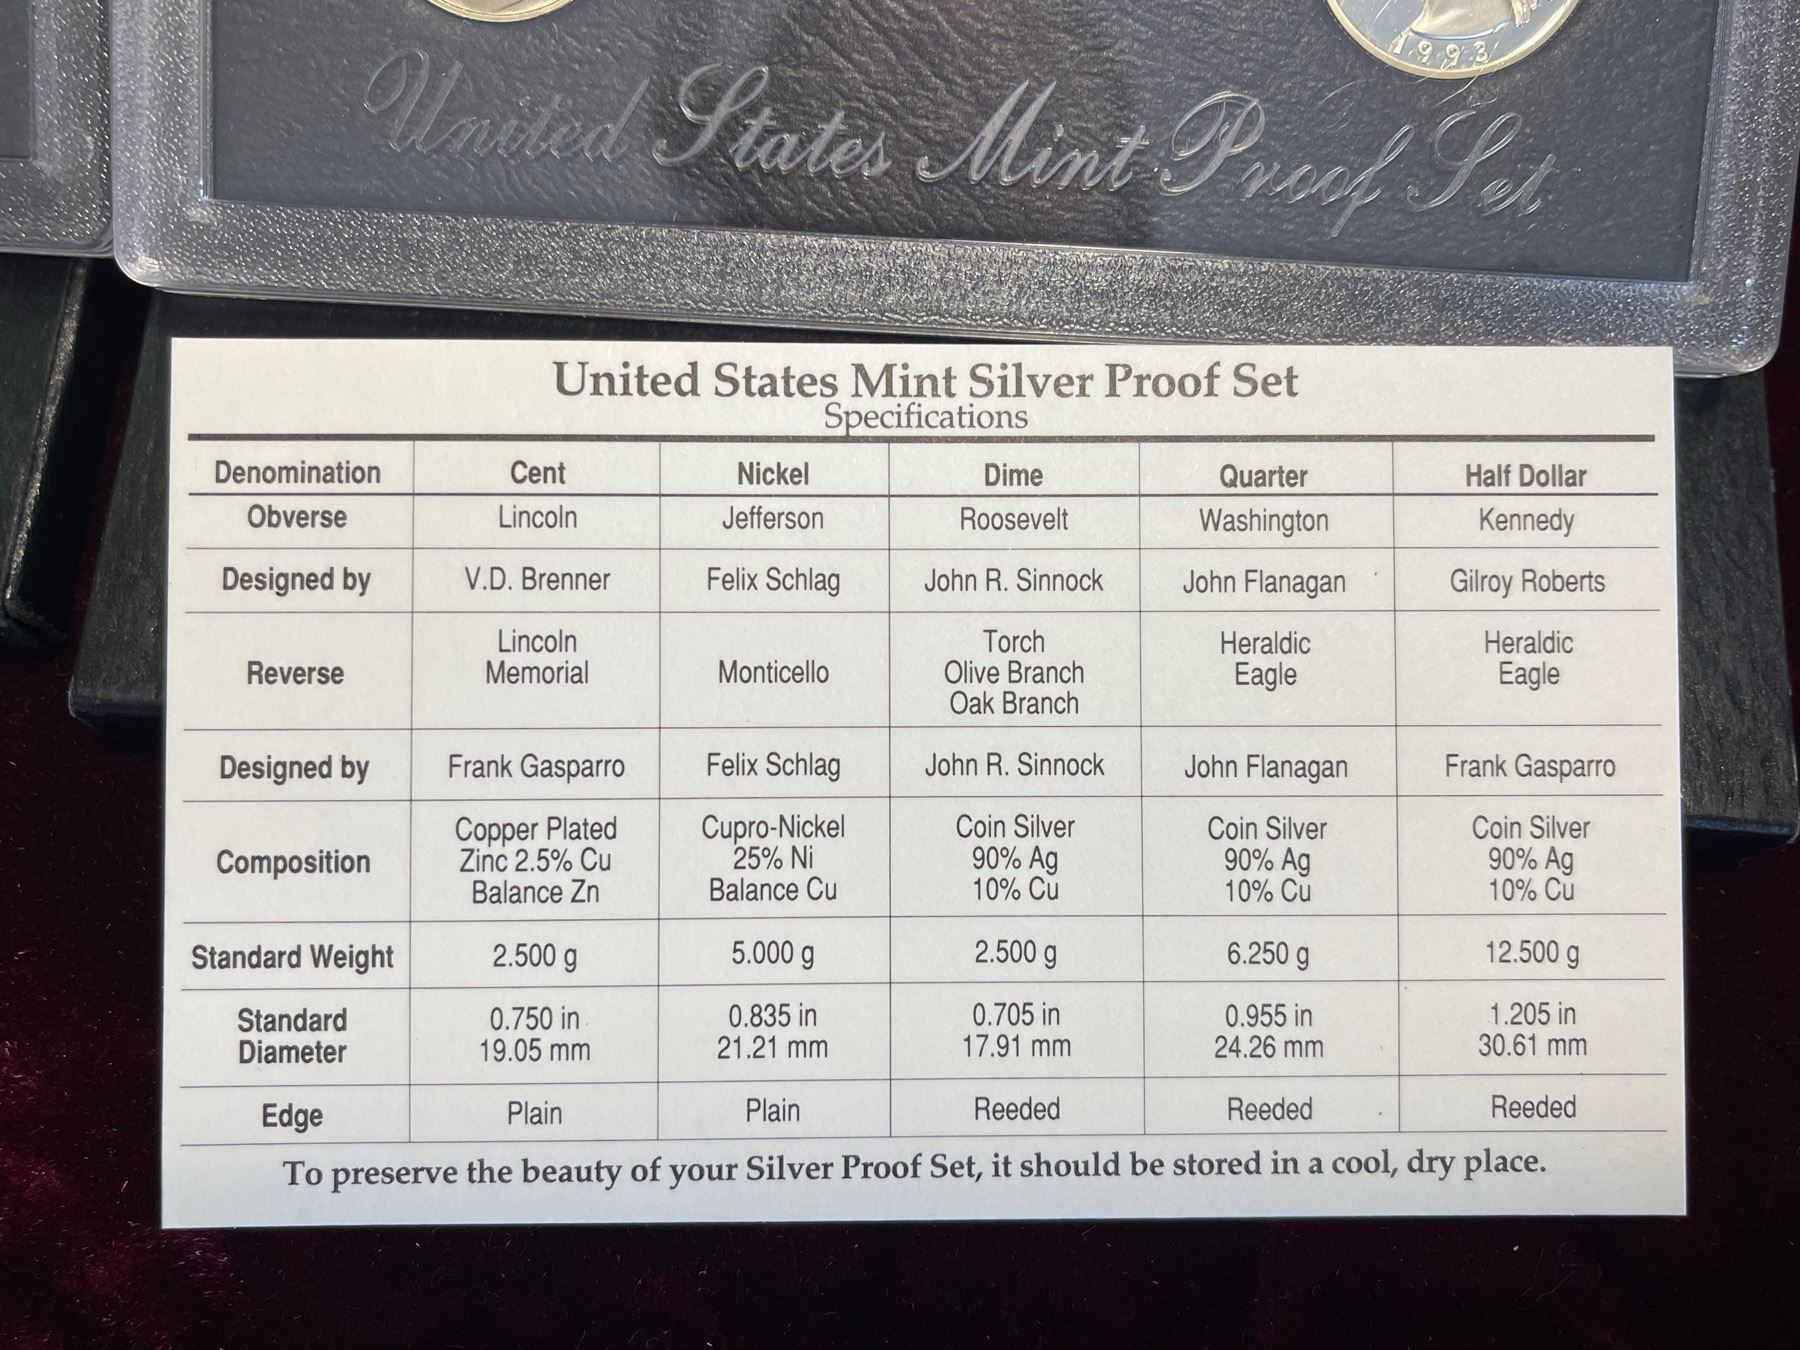 1993
United States Mint Proof Set
United States Mint Silver Proof Set
Specifications
Denomination Cent Nickel Dime Quarter Half Dollar
Obverse Lincoln Jefferson Roosevelt Washington Kennedy
Designed by V.D. Brenner Felix Schlag John R. Sinnock John Flanagan Gilroy Roberts
Reverse Lincoln Memorial Monticello Torch Olive Branch Oak Branch Heraldic Eagle Heraldic Eagle
Designed by Frank Gasparro Felix Schlag John R. Sinnock John Flanagan Frank Gasparro
Composition Copper Plated Zinc 2.5% Cu Balance Zn Cupro-Nickel 25% Ni Balance Cu Coin Silver 90% Ag 10% Cu Coin Silver 90% Ag 10% Cu Coin Silver 90% Ag 10% Cu
Standard Weight 2.500 g 5.000 g 2.500 g 6.250 g 12.500 g
Standard Diameter 0.750 in 19.05 mm 0.835 in 21.21 mm 0.705 in 17.91 mm 0.955 in 24.26 mm 1.205 in 30.61 mm
Edge Plain Plain Reeded Reeded Reeded
To preserve the beauty of your Silver Proof Set, it should be stored in a cool, dry place.